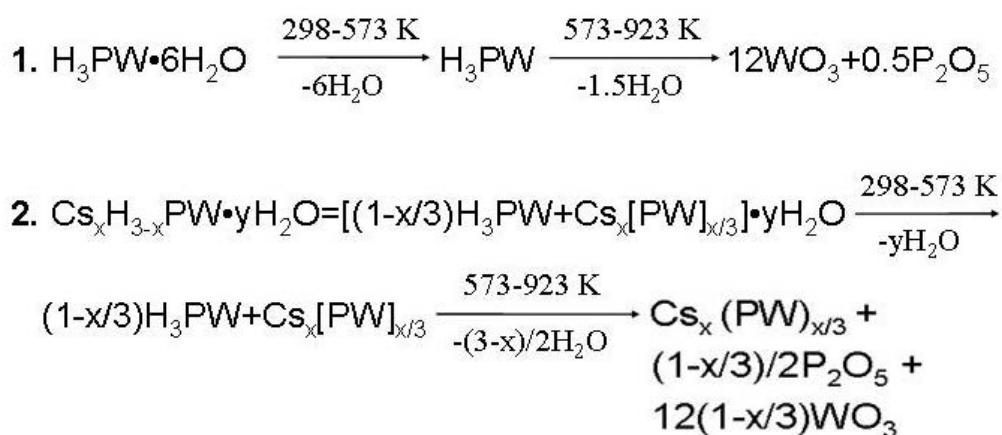 298-573 K 573-923 K
1. H₃PW•6H₂O H₃PW 12WO₃+0.5P₂O₅
-6H₂O -1.5H₂O
298-573 K
2. CsₓH₃₋ₓPW•yH₂O=[(1-x/3)H₃PW+Csₓ[PW]ₓ/₃]•yH₂O
-yH₂O
573-923 K
(1-x/3)H₃PW+Csₓ[PW]ₓ/₃ Csₓ(PW)ₓ/₃ +
-(3-x)/2H₂O
(1-x/3)/2P₂O₅ +
12(1-x/3)WO₃